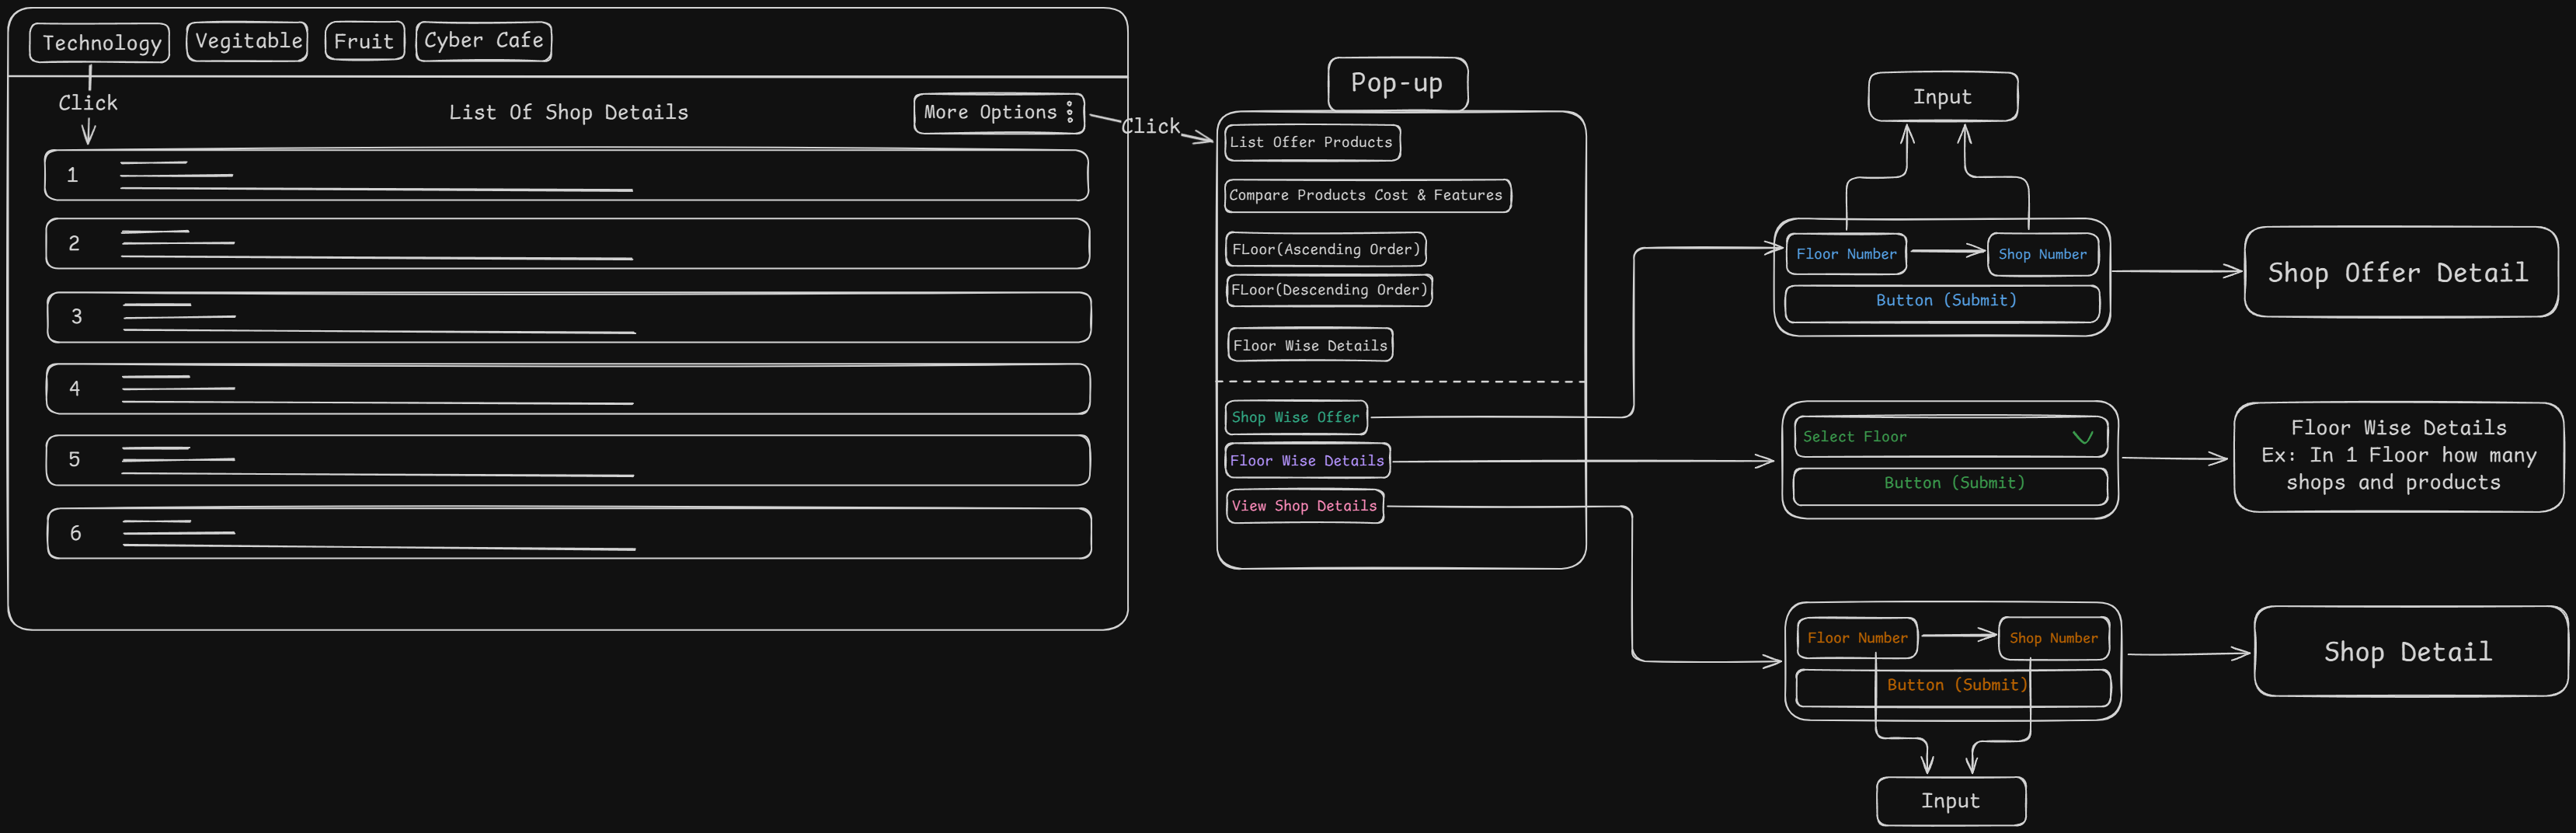 Technology
Vegitable
Fruit
Cyber Cafe
Click
List Of Shop Details
More Options
Click
1
2
3
4
5
6
Pop-up
List Offer Products
Compare Products Cost & Features
FLoor(Ascending Order)
FLoor(Descending Order)
Floor Wise Details
Shop Wise Offer
Floor Wise Details
View Shop Details
Input
Floor Number
Shop Number
Button (Submit)
Shop Offer Detail
Select Floor
Button (Submit)
Floor Wise Details
Ex: In 1 Floor how many
shops and products
Floor Number
Shop Number
Button (Submit)
Shop Detail
Input